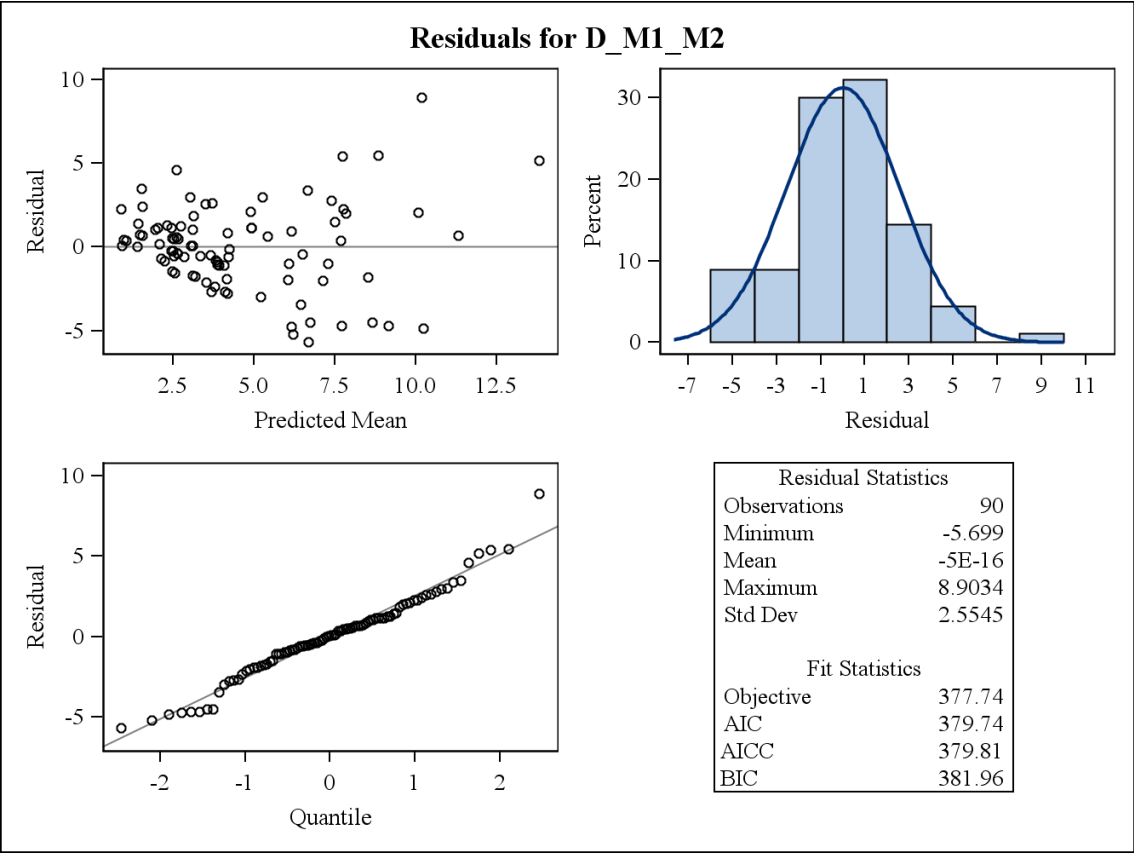 Residuals for D_M1_M2
10
5
0
-5
Residual
2.5 5.0 7.5 10.0 12.5
Predicted Mean
30
20
10
0
Percent
-7 -5 -3 -1 1 3 5 7 9 11
Residual
10
5
0
-5
Residual
-2 -1 0 1 2
Quantile
Residual Statistics
Observations 90
Minimum -5.699
Mean -5E-16
Maximum 8.9034
Std Dev 2.5545
Fit Statistics
Objective 377.74
AIC 379.74
AICC 379.81
BIC 381.96